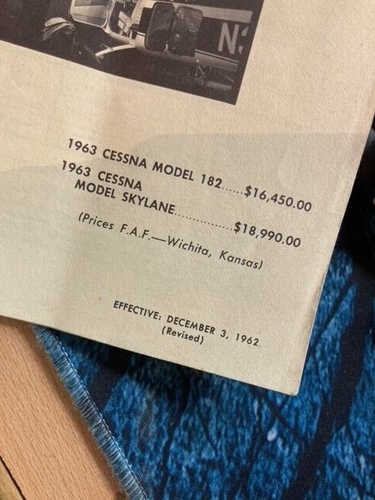 N
1963 CESSNA MODEL 182......$16,450.00
1963 CESSNA
MODEL SKYLANE...............$18,990.00
(Prices F.A.F.—Wichita, Kansas)
EFFECTIVE: DECEMBER 3, 1962
(Revised)